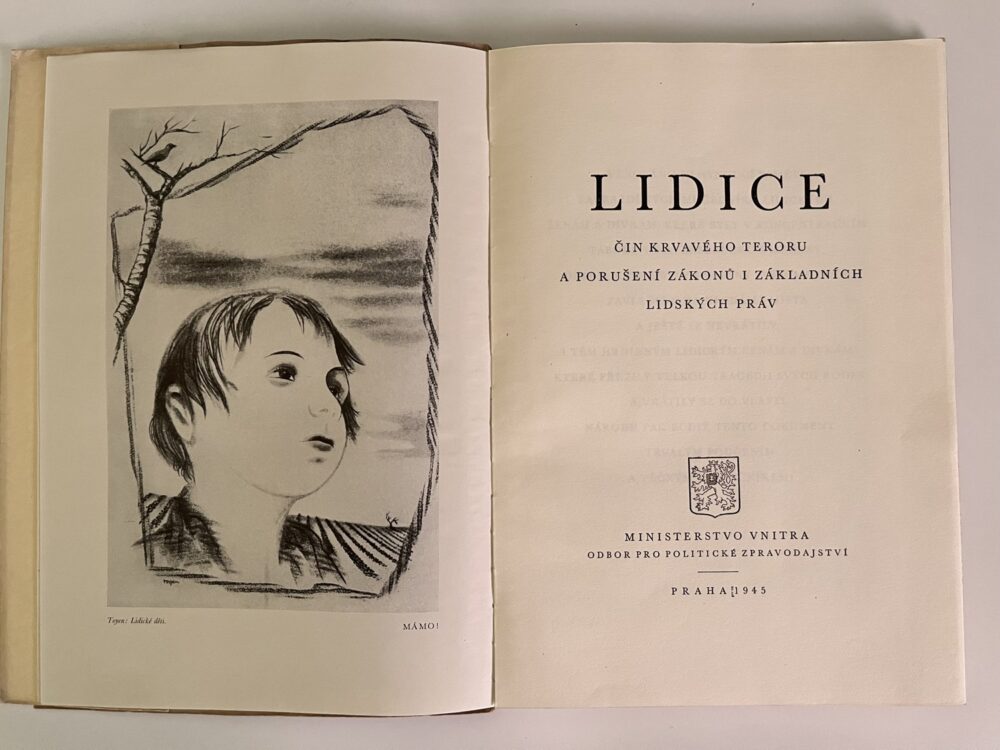 toyen
Toyen: Lidické děti.
MÁMO!
LIDICE
ČIN KRVAVÉHO TERORU
A PORUŠENÍ ZÁKONŮ I ZÁKLADNÍCH
LIDSKÝCH PRÁV
MINISTERSTVO VNITRA
ODBOR PRO POLITICKÉ ZPRAVODAJSTVÍ
PRAHA 1945